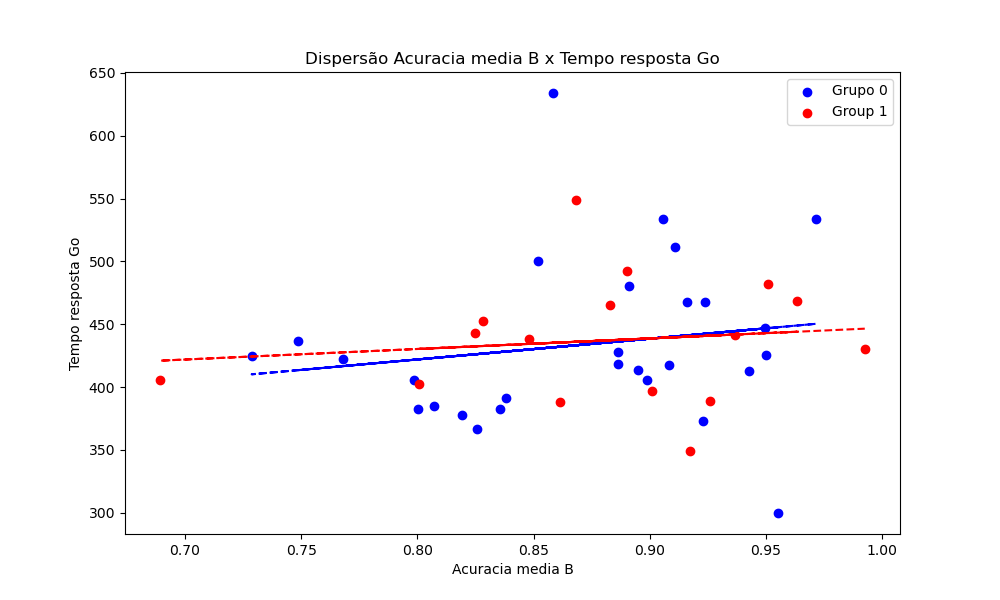 Dispersão Acuracia media B x Tempo resposta Go
Grupo 0
Group 1
Tempo resposta Go
650
600
550
500
450
400
350
300
0.70 0.75 0.80 0.85 0.90 0.95 1.00
Acuracia media B